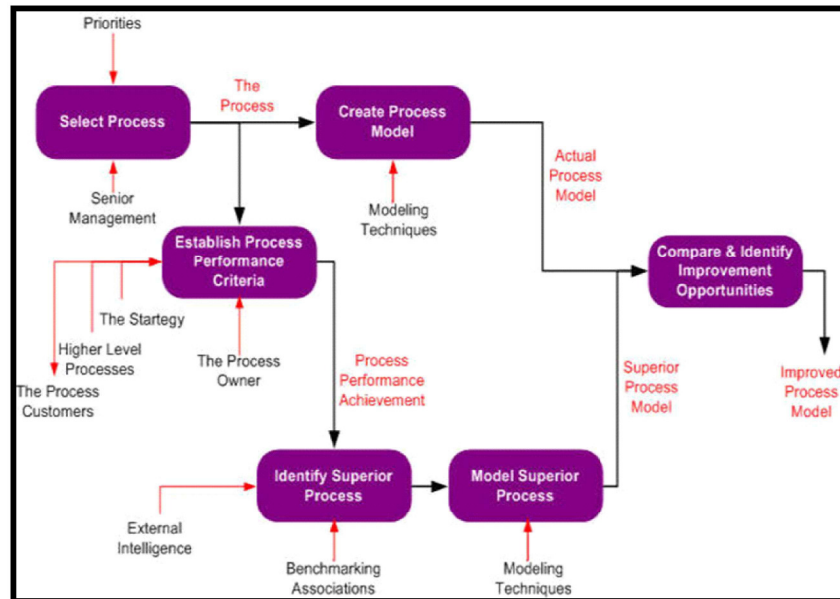 Priorities
Select Process
The
Process
Create Process
Model
Senior
Management
Modeling
Techniques
Actual
Process
Model
Establish Process
Performance
Criteria
Compare & Identify
Improvement
Opportunities
The Startegy
Higher Level
Processes
The Process
Customers
The Process
Owner
Process
Performance
Achievement
Superior
Process
Model
Improved
Process
Model
Identify Superior
Process
Model Superior
Process
External
Intelligence
Benchmarking
Associations
Modeling
Techniques